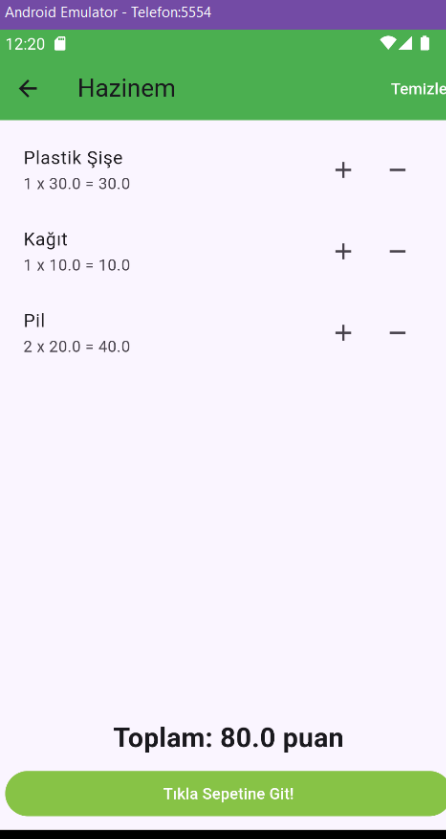 Android Emulator - Telefon:5554
12:20
Hazinem
Temizle
Plastik Şişe
1 x 30.0 = 30.0
Kağıt
1 x 10.0 = 10.0
Pil
2 x 20.0 = 40.0
Toplam: 80.0 puan
Tıkla Sepetine Git!